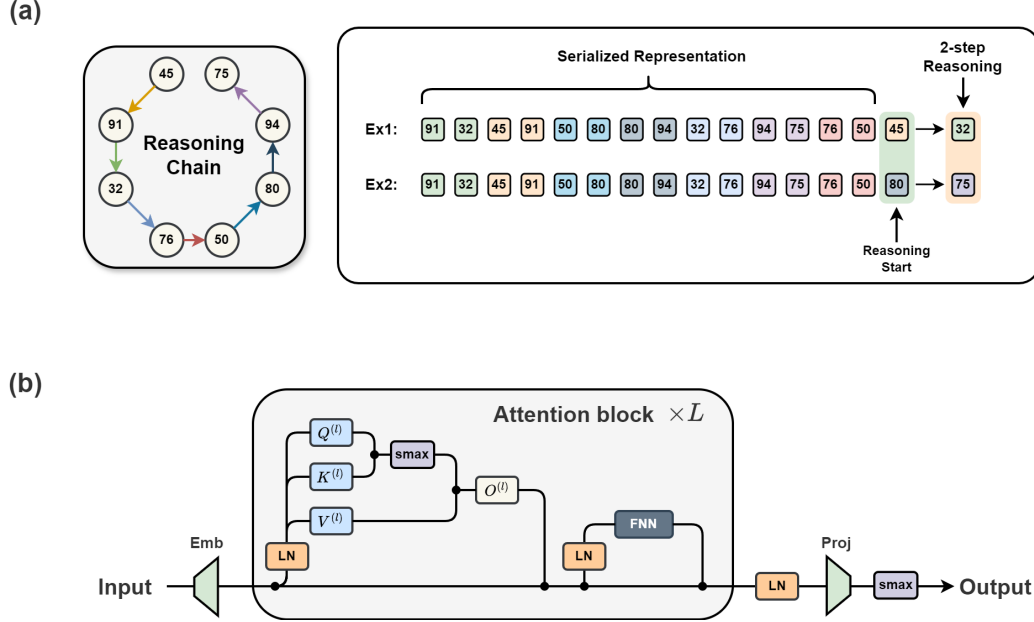 (a)
45 75
91 94
Reasoning
Chain
32 80
76 50
Serialized Representation
2-step
Reasoning
Ex1: 91 32 45 91 50 80 80 94 32 76 94 75 76 50 45 32
Ex2: 91 32 45 91 50 80 80 94 32 76 94 75 76 50 80 75
Reasoning
Start
(b)
Attention block ×L
Q^(l)
K^(l)
smax
V^(l)
O^(l)
LN
FNN
LN
Emb
Proj
Input
LN
smax
Output